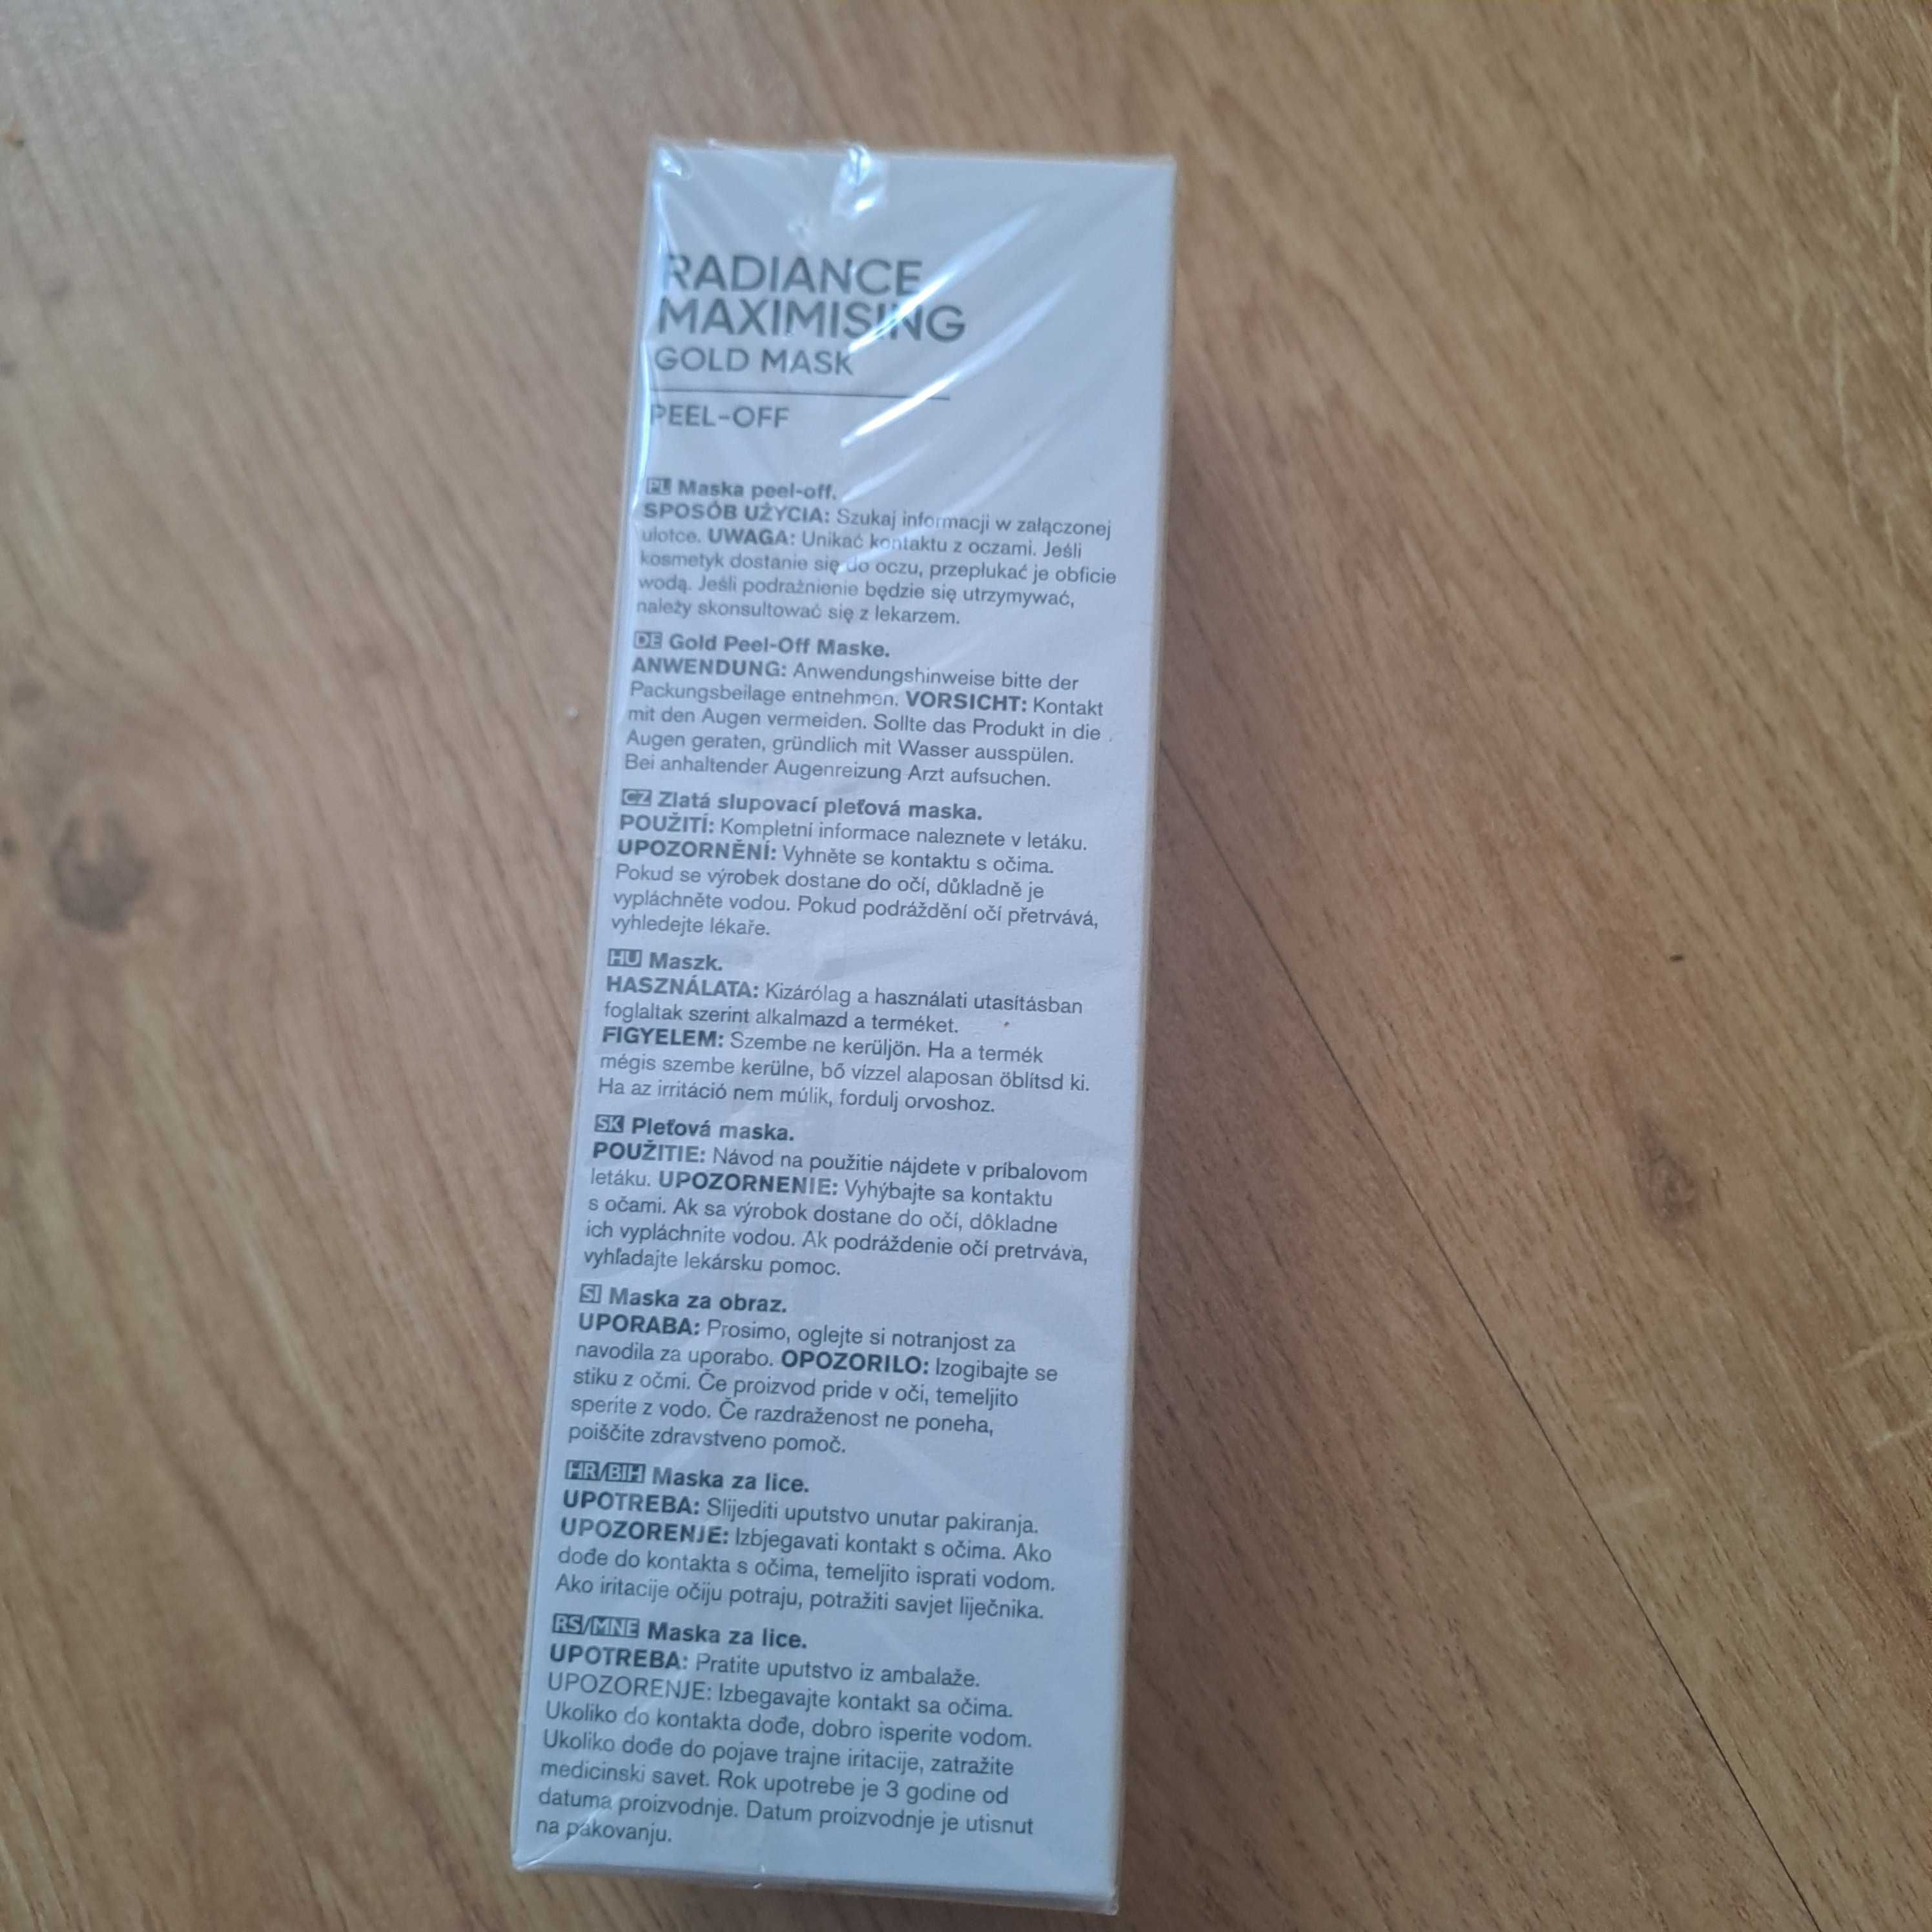 RADIANCE
MAXIMISING
GOLD MASK
PEEL-OFF
PL Maska peel-off.
SPOSÓB UŻYCIA: Szukaj informacji w załączonej
ulotce. UWAGA: Unikać kontaktu z oczami. Jeśli
kosmetyk dostanie się do oczu, przepłukać je obficie
wodą. Jeśli podrażnienie będzie się utrzymywać,
należy skonsultować się z lekarzem.
DE Gold Peel-Off Maske.
ANWENDUNG: Anwendungshinweise bitte der
Packungsbeilage entnehmen. VORSICHT: Kontakt
mit den Augen vermeiden. Sollte das Produkt in die
Augen geraten, gründlich mit Wasser ausspülen.
Bei anhaltender Augenreizung Arzt aufsuchen.
CZ Zlatá slupovací pleťová maska.
POUŽITÍ: Kompletní informace naleznete v letáku.
UPOZORNĚNÍ: Vyhněte se kontaktu s očima.
Pokud se výrobek dostane do očí, důkladně je
vypláchněte vodou. Pokud podráždění očí přetrvává,
vyhledejte lékaře.
HU Maszk.
HASZNÁLATA: Kizárólag a használati utasításban
foglaltak szerint alkalmazd a terméket.
FIGYELEM: Szembe ne kerüljön. Ha a termék
mégis szembe kerülne, bő vízzel alaposan öblítsd ki.
Ha az irritáció nem múlik, fordulj orvoshoz.
SK Pleťová maska.
POUŽITIE: Návod na použitie nájdete v príbalovom
letáku. UPOZORNENIE: Vyhýbajte sa kontaktu
s očami. Ak sa výrobok dostane do očí, dôkladne
ich vypláchnite vodou. Ak podráždenie očí pretrváva,
vyhľadajte lekársku pomoc.
SI Maska za obraz.
UPORABA: Prosimo, oglejte si notranjost za
navodila za uporabo. OPOZORILO: Izogibajte se
stiku z očmi. Če proizvod pride v oči, temeljito
sperite z vodo. Če razdraženost ne poneha,
poiščite zdravstveno pomoč.
HR/BIH Maska za lice.
UPOTREBA: Slijediti uputstvo unutar pakiranja.
UPOZORENJE: Izbjegavati kontakt s očima. Ako
dođe do kontakta s očima, temeljito isprati vodom.
Ako iritacije očiju potraju, potražiti savjet liječnika.
RS/MNE Maska za lice.
UPOTREBA: Pratite uputstvo iz ambalaže.
UPOZORENJE: Izbegavajte kontakt sa očima.
Ukoliko do kontakta dođe, dobro isperite vodom.
Ukoliko dođe do pojave trajne iritacije, zatražite
medicinski savet. Rok upotrebe je 3 godine od
datuma proizvodnje. Datum proizvodnje je utisnut
na pakovanju.